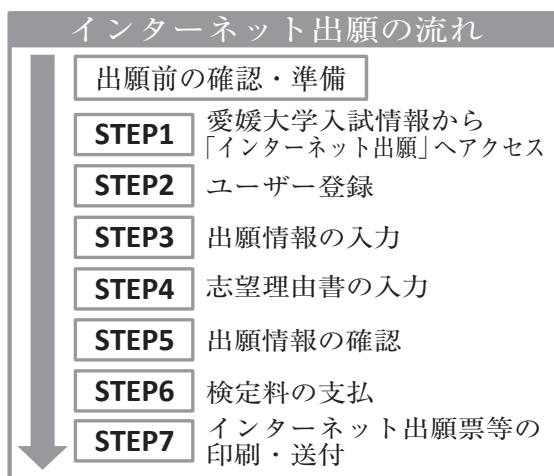 インターネット出願の流れ
出願前の確認・準備
STEP1 愛媛大学入試情報から
「インターネット出願」へアクセス
STEP2 ユーザー登録
STEP3 出願情報の入力
STEP4 志望理由書の入力
STEP5 出願情報の確認
STEP6 検定料の支払
STEP7 インターネット出願票等の
印刷・送付